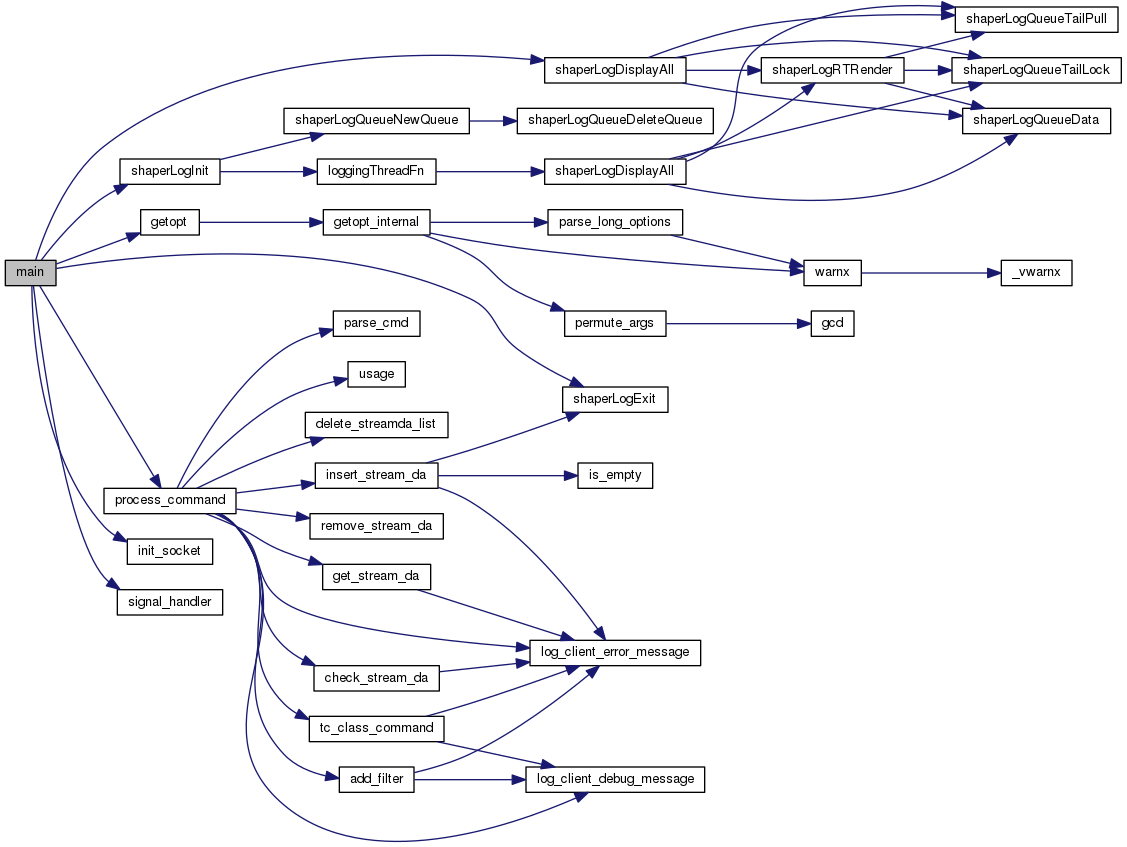 shaperLogQueueTailPull
shaperLogDisplayAll
shaperLogRTRender
shaperLogQueueTailLock
shaperLogQueueNewQueue
shaperLogQueueDeleteQueue
shaperLogQueueData
shaperLogInit
loggingThreadFn
shaperLogDisplayAll
getopt
getopt_internal
parse_long_options
main
warnx
_vwarnx
parse_cmd
permute_args
gcd
usage
shaperLogExit
delete_streamda_list
insert_stream_da
is_empty
process_command
remove_stream_da
init_socket
get_stream_da
signal_handler
log_client_error_message
check_stream_da
tc_class_command
add_filter
log_client_debug_message